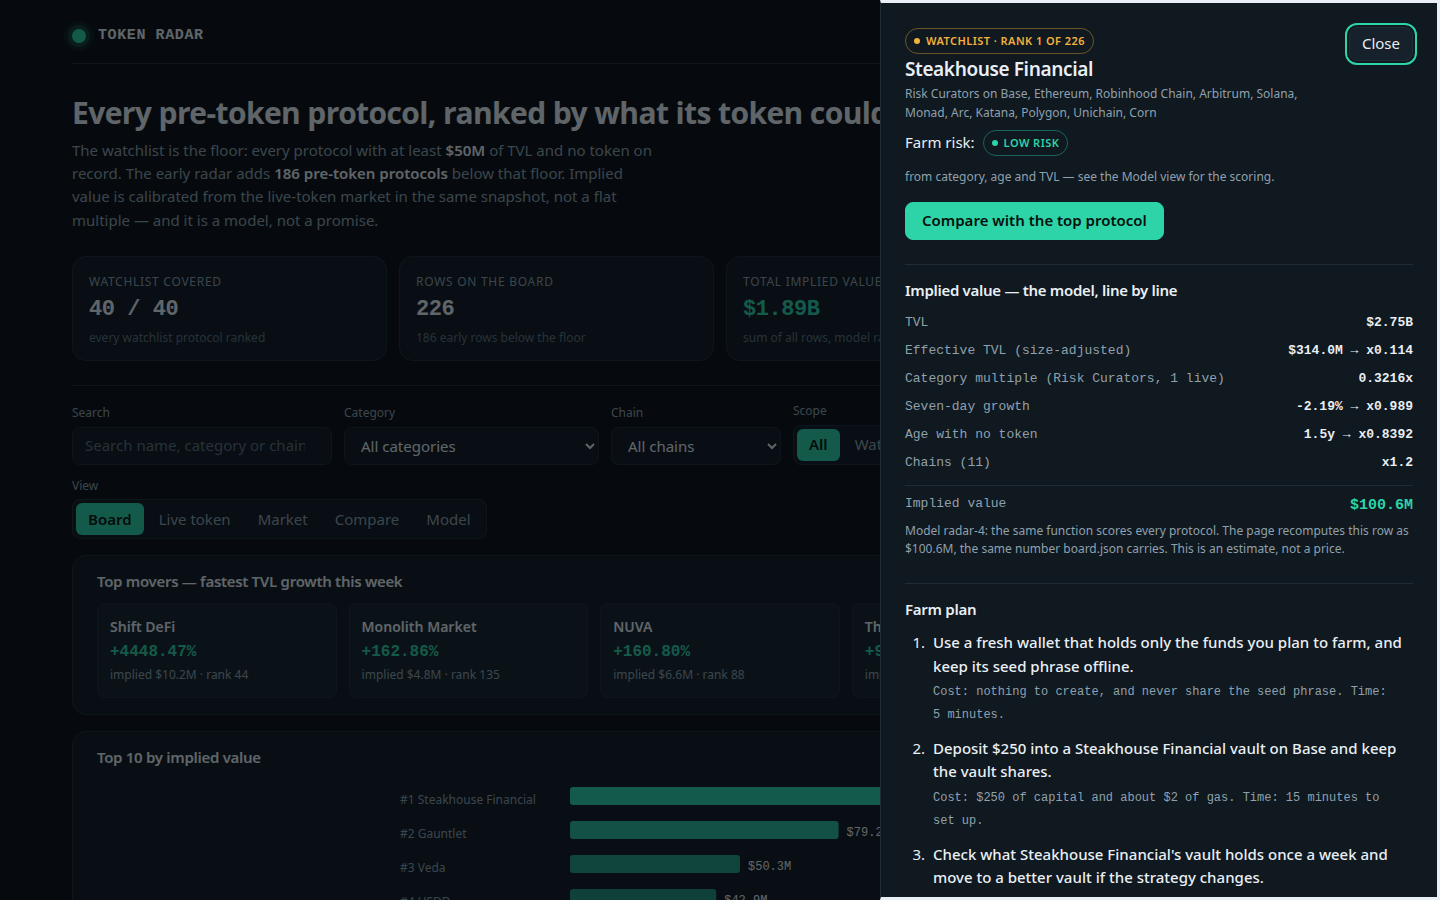 TOKEN RADAR
Every pre-token protocol, ranked by what its token could
The watchlist is the floor: every protocol with at least $50M of TVL and no token on
record. The early radar adds 186 pre-token protocols below that floor. Implied
value is calibrated from the live-token market in the same snapshot, not a flat
multiple — and it is a model, not a promise.
WATCHLIST COVERED
40 / 40
every watchlist protocol ranked
ROWS ON THE BOARD
226
186 early rows below the floor
TOTAL IMPLIED VALUE
$1.89B
sum of all rows, model
Search
Search name, category or chain
Category
All categories
Chain
All chains
Scope
All
View
Board
Live token
Market
Compare
Model
Top movers — fastest TVL growth this week
Shift DeFi
+4448.47%
implied $10.2M · rank 44
Monolith Market
+162.86%
implied $4.8M · rank 135
NUVA
+160.80%
implied $6.6M · rank 88
Top 10 by implied value
#1 Steakhouse Financial
#2 Gauntlet
$79.2
#3 Veda
$50.3M
WATCHLIST · RANK 1 OF 226
Close
Steakhouse Financial
Risk Curators on Base, Ethereum, Robinhood Chain, Arbitrum, Solana,
Monad, Arc, Katana, Polygon, Unichain, Corn
Farm risk: LOW RISK
from category, age and TVL — see the Model view for the scoring.
Compare with the top protocol
Implied value — the model, line by line
TVL $2.75B
Effective TVL (size-adjusted) $314.0M → x0.114
Category multiple (Risk Curators, 1 live) 0.3216x
Seven-day growth -2.19% → x0.989
Age with no token 1.5y → x0.8392
Chains (11) x1.2
Implied value $100.6M
Model radar-4: the same function scores every protocol. The page recomputes this row as
$100.6M, the same number board.json carries. This is an estimate, not a price.
Farm plan
1. Use a fresh wallet that holds only the funds you plan to farm, and
keep its seed phrase offline.
Cost: nothing to create, and never share the seed phrase. Time:
5 minutes.
2. Deposit $250 into a Steakhouse Financial vault on Base and keep
the vault shares.
Cost: $250 of capital and about $2 of gas. Time: 15 minutes to
set up.
3. Check what Steakhouse Financial's vault holds once a week and
move to a better vault if the strategy changes.